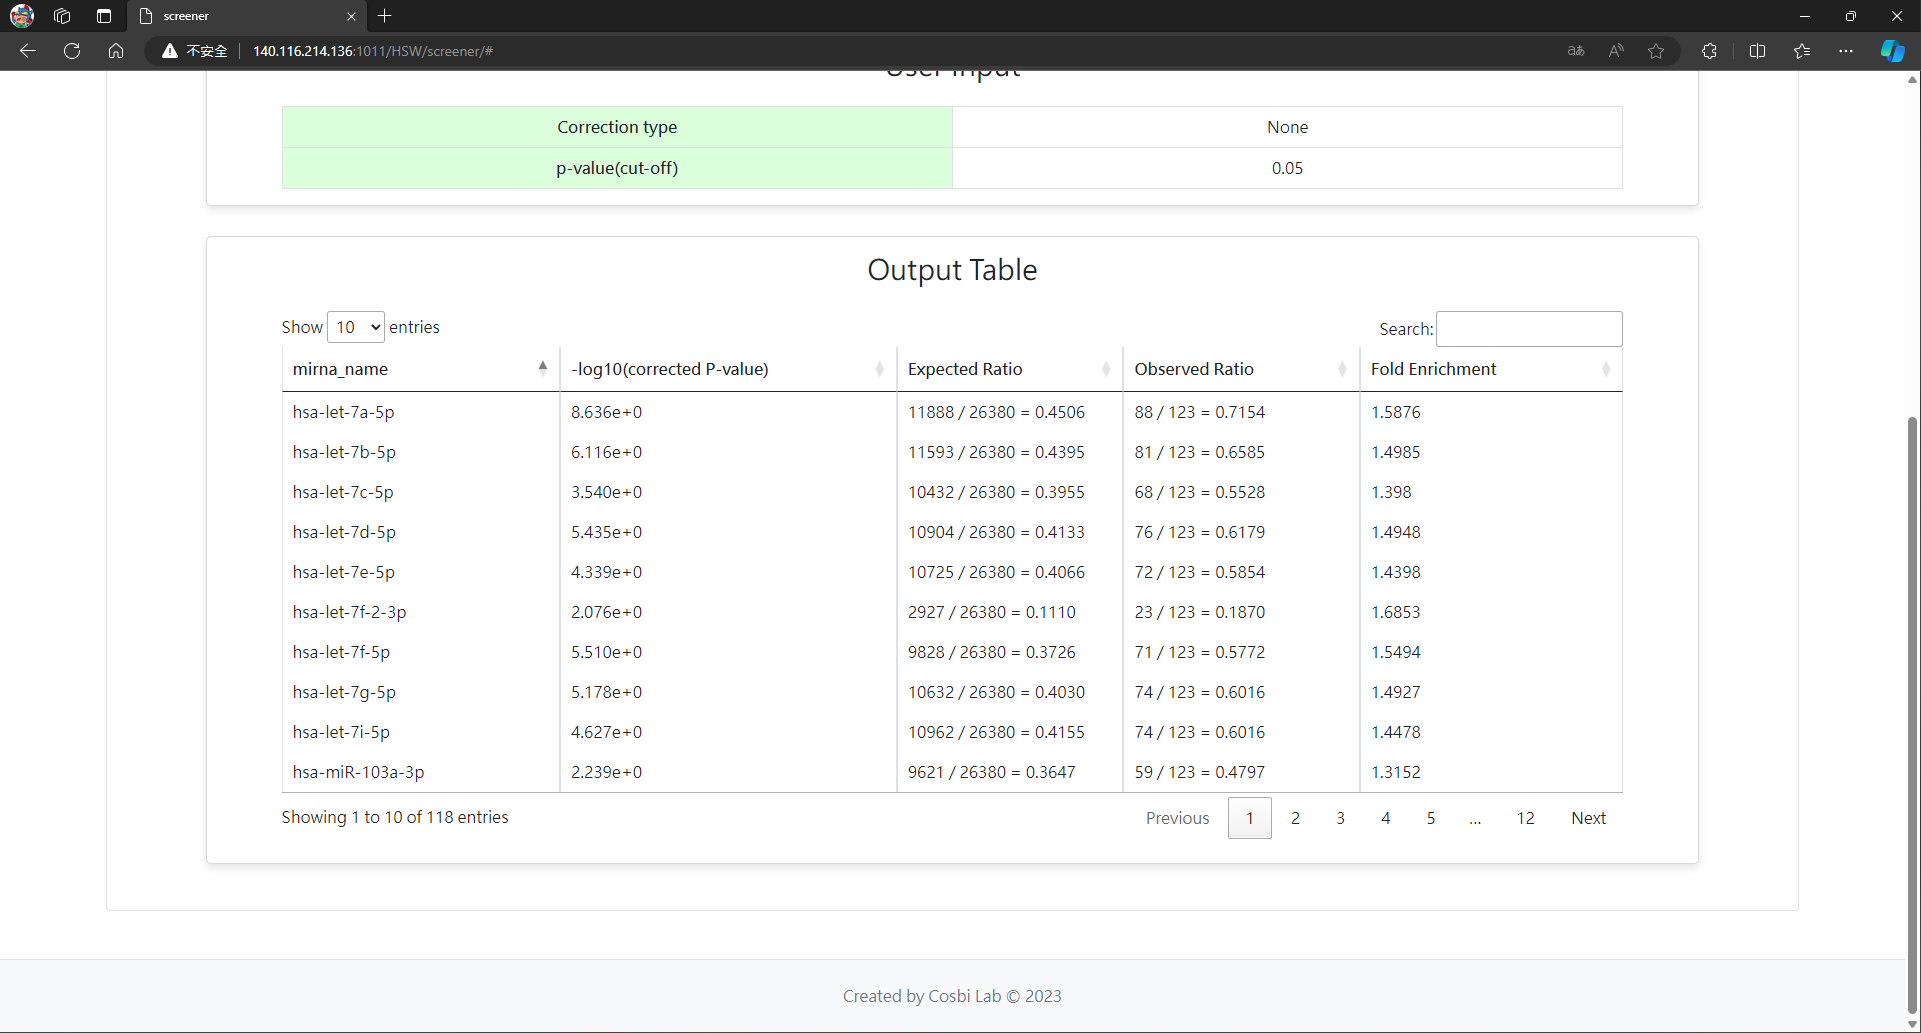 screener
不安全 140.116.214.136:1011/HSW/screener/#
User Input
Correction type None
p-value(cut-off) 0.05
Output Table
Show 10 entries Search:
mirna_name -log10(corrected P-value) Expected Ratio Observed Ratio Fold Enrichment
hsa-let-7a-5p 8.636e+0 11888 / 26380 = 0.4506 88 / 123 = 0.7154 1.5876
hsa-let-7b-5p 6.116e+0 11593 / 26380 = 0.4395 81 / 123 = 0.6585 1.4985
hsa-let-7c-5p 3.540e+0 10432 / 26380 = 0.3955 68 / 123 = 0.5528 1.398
hsa-let-7d-5p 5.435e+0 10904 / 26380 = 0.4133 76 / 123 = 0.6179 1.4948
hsa-let-7e-5p 4.339e+0 10725 / 26380 = 0.4066 72 / 123 = 0.5854 1.4398
hsa-let-7f-2-3p 2.076e+0 2927 / 26380 = 0.1110 23 / 123 = 0.1870 1.6853
hsa-let-7f-5p 5.510e+0 9828 / 26380 = 0.3726 71 / 123 = 0.5772 1.5494
hsa-let-7g-5p 5.178e+0 10632 / 26380 = 0.4030 74 / 123 = 0.6016 1.4927
hsa-let-7i-5p 4.627e+0 10962 / 26380 = 0.4155 74 / 123 = 0.6016 1.4478
hsa-miR-103a-3p 2.239e+0 9621 / 26380 = 0.3647 59 / 123 = 0.4797 1.3152
Showing 1 to 10 of 118 entries Previous 1 2 3 4 5 … 12 Next
Created by Cosbi Lab © 2023